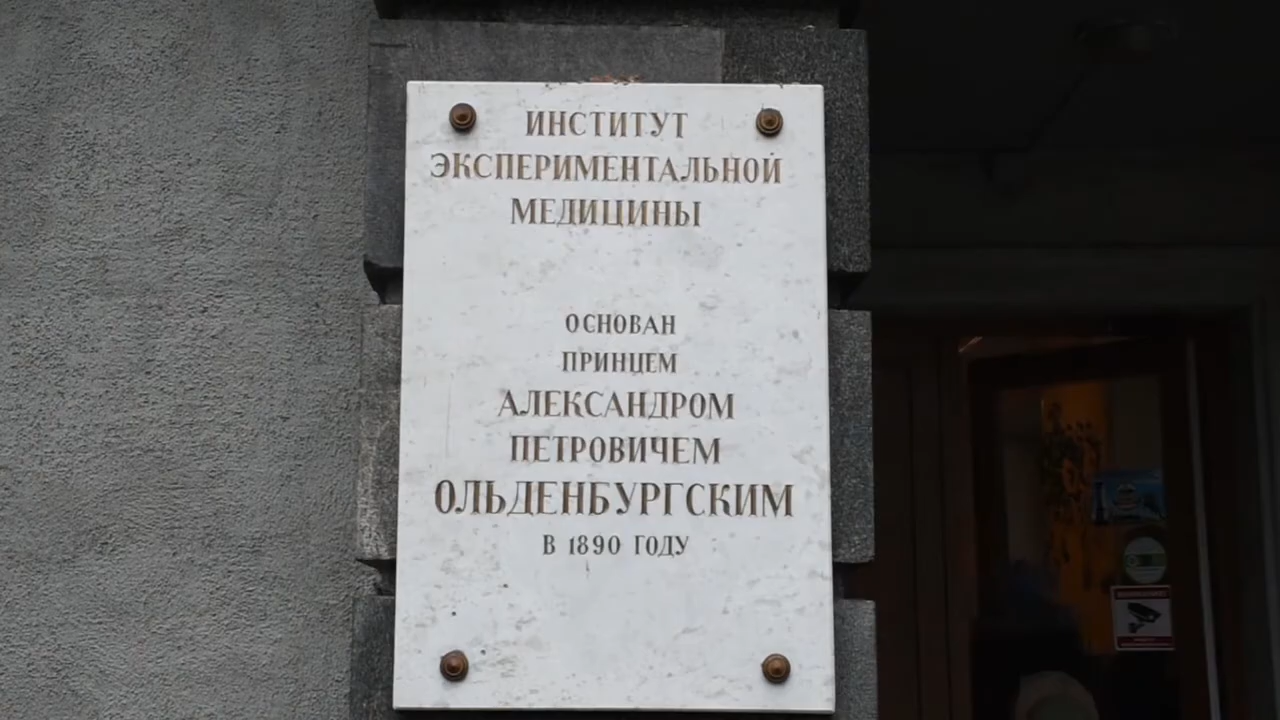 ИНСТИТУТ
ЭКСПЕРИМЕНТАЛЬНОЙ
МЕДИЦИНЫ
ОСНОВАН
ПРИНЦЕМ
АЛЕКСАНДРОМ
ПЕТРОВИЧЕМ
ОЛЬДЕНБУРГСКИМ
В 1890 ГОДУ